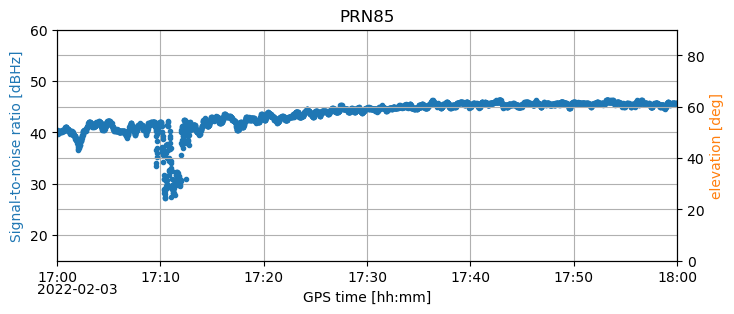 PRN85
Signal-to-noise ratio [dBHz]
60
50
40
30
20
80
60
40
20
0
elevation [deg]
17:00 17:10 17:20 17:30 17:40 17:50 18:00
2022-02-03
GPS time [hh:mm]